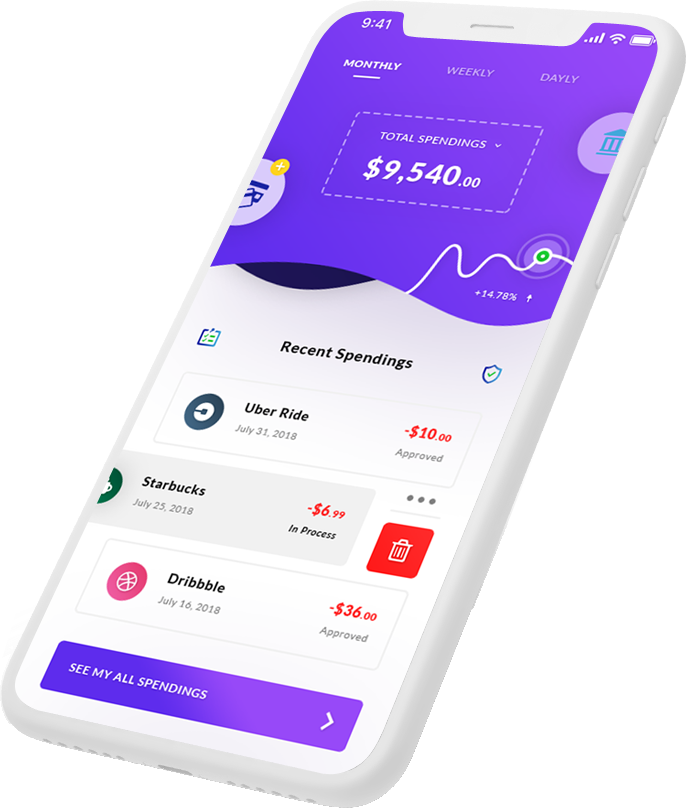 9:41
MONTHLY WEEKLY DAYLY
TOTAL SPENDINGS
$9,540.00
+14.78%
Recent Spendings
Uber Ride
July 31, 2018
-$10.00
Approved
Starbucks
July 25, 2018
-$6.99
In Process
Dribbble
July 16, 2018
-$36.00
Approved
SEE MY ALL SPENDINGS